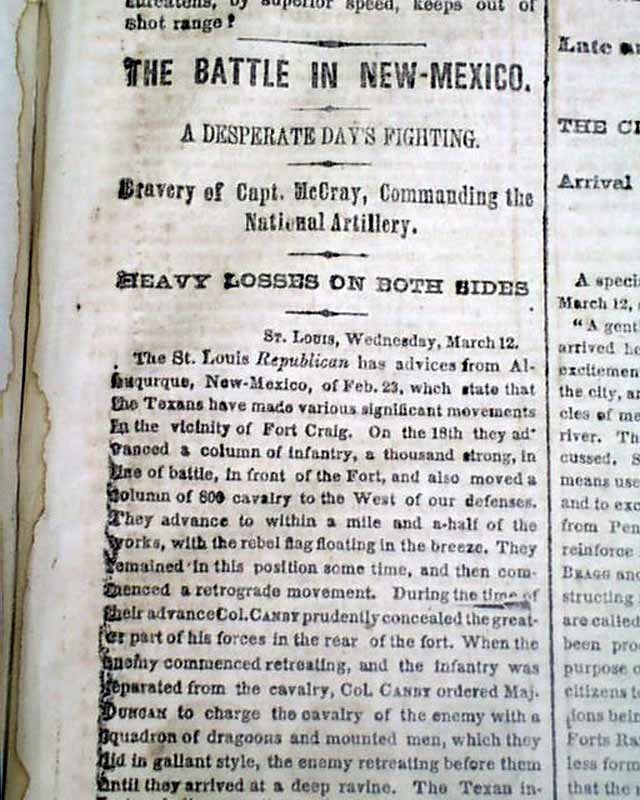 threatens, by superior speed, keeps out of
shot range!
THE BATTLE IN NEW-MEXICO.
A DESPERATE DAY'S FIGHTING.
Bravery of Capt. McCray, Commanding the
National Artillery.
HEAVY LOSSES ON BOTH SIDES
ST. LOUIS, Wednesday, March 12.
The St. Louis Republican has advices from Al-
buqurque, New-Mexico, of Feb. 23, whch state that
the Texans have made various significant movements
in the vicinity of Fort Craig. On the 18th they ad-
vanced a column of infantry, a thousand strong, in
line of battle, in front of the Fort, and also moved a
column of 800 cavalry to the West of our defenses.
They advance to within a mile and a-half of the
works, with the rebel flag floating in the breeze. They
remained in this position some time, and then com-
menced a retrograde movement. During the time of
their advance Col. CANBY prudently concealed the great-
er part of his forces in the rear of the fort. When the
enemy commenced retreating, and the infantry was
separated from the cavalry, Col. CANBY ordered Maj.
DUNCAN to charge the cavalry of the enemy with a
squadron of dragoons and mounted men, which they
did in gallant style, the enemy retreating before them
until they arrived at a deep ravine. The Texan in-
Late
THE
Arrival
A speci
March 12,
"A gent
arrived
excitemen
the city,
cles of
river.
cussed.
means use
and to
from
reinforce
BRAGG and
structing
are called
been
purpose
citizens
ions
Forts
less
that the